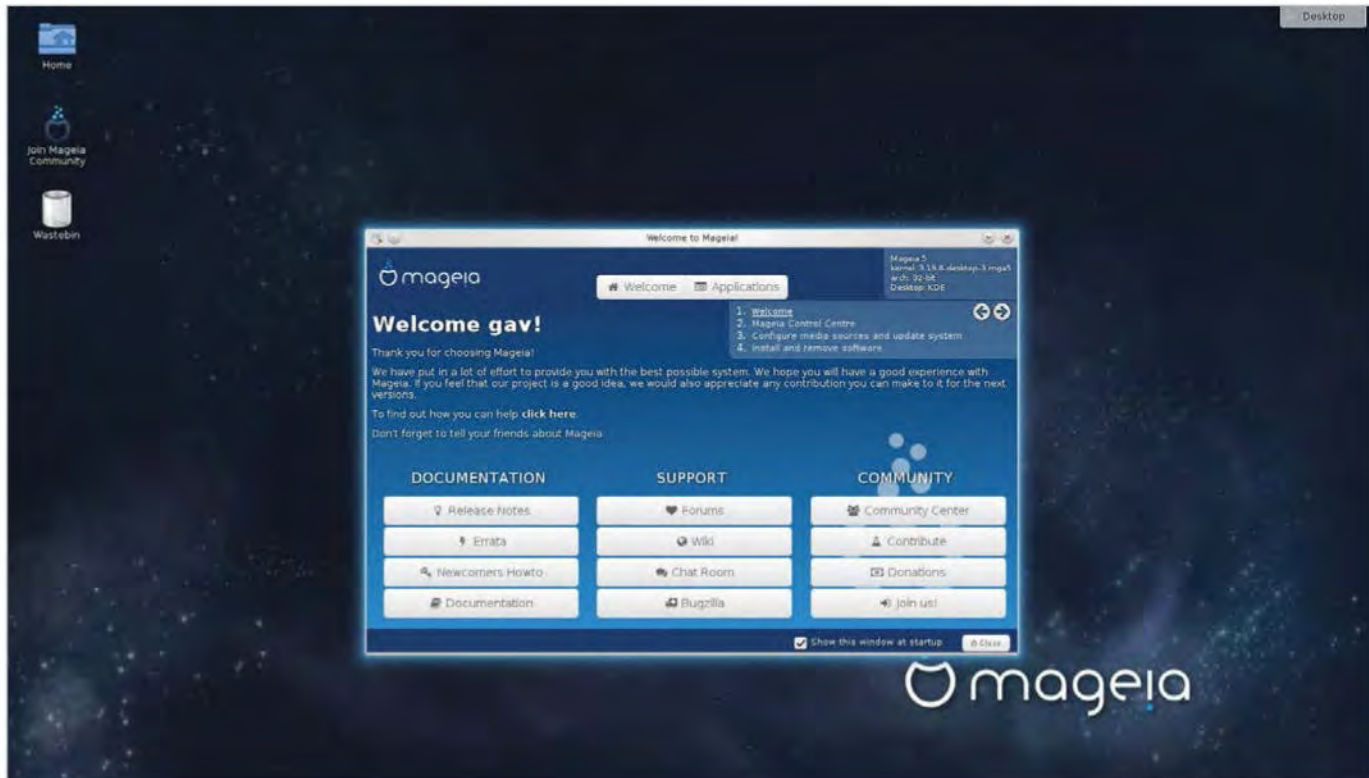 Desktop
Home
Join Mageia
Community
Wastebin
Welcome to Mageia!
mageia
Welcome
Applications
Mageia 5
kernel: 3.19.8-desktop-3.mga5
arch: 32-bit
Desktop: KDE
1. Welcome
2. Mageia Control Centre
3. Configure media sources and update system
4. Install and remove software
Welcome gav!
Thank you for choosing Mageia!
We have put in a lot of effort to provide you with the best possible system. We hope you will have a good experience with
Mageia. If you feel that our project is a good idea, we would also appreciate any contribution you can make to it for the next
versions.
To find out how you can help click here.
Don't forget to tell your friends about Mageia
DOCUMENTATION
Release Notes
Errata
Newcomers Howto
Documentation
SUPPORT
Forums
Wiki
Chat Room
Bugzilla
COMMUNITY
Community Center
Contribute
Donations
Join us!
Show this window at startup
Close
mageia